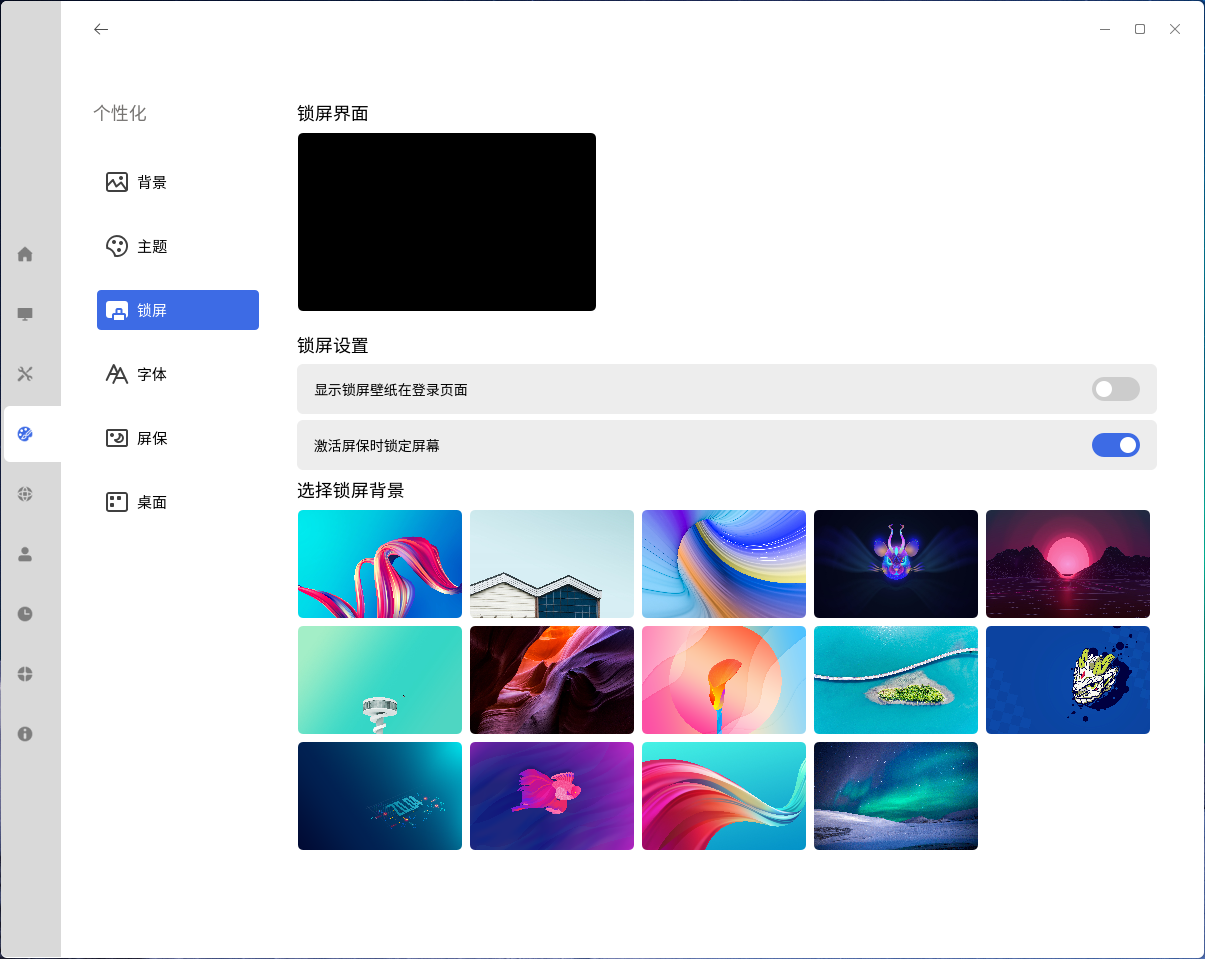 个性化
背景
主题
锁屏
字体
屏保
桌面
锁屏界面
锁屏设置
显示锁屏壁纸在登录页面
激活屏保时锁定屏幕
选择锁屏背景